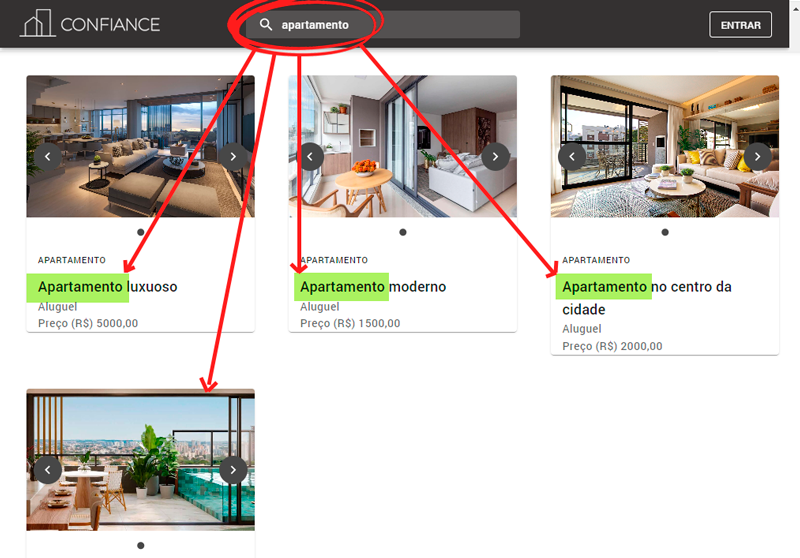 CONFIANCE
apartamento
ENTRAR
APARTAMENTO
Apartamento luxuoso
Aluguel
Preço (R$) 5000,00
APARTAMENTO
Apartamento moderno
Aluguel
Preço (R$) 1500,00
APARTAMENTO
Apartamento no centro da
cidade
Aluguel
Preço (R$) 2000,00